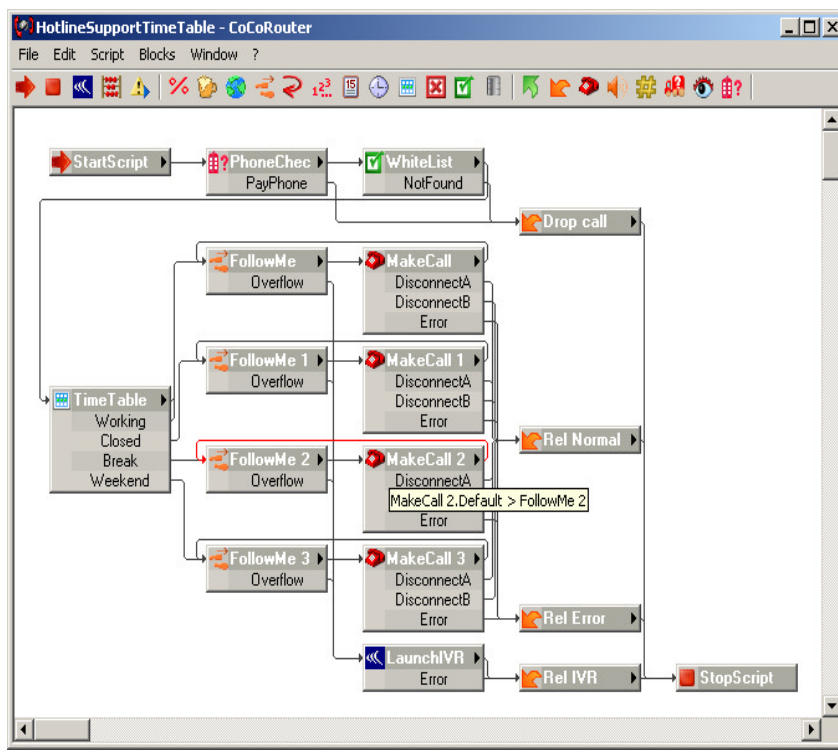 HotlineSupportTimeTable - CoCoRouter
File Edit Script Blocks Window ?
StartScript
PhoneChec
PayPhone
WhiteList
NotFound
Drop call
FollowMe
Overflow
MakeCall
DisconnectA
DisconnectB
Error
FollowMe 1
Overflow
MakeCall 1
DisconnectA
DisconnectB
Error
TimeTable
Working
Closed
Break
Weekend
Rel Normal
FollowMe 2
Overflow
MakeCall 2
DisconnectA
MakeCall 2.Default > FollowMe 2
Error
FollowMe 3
Overflow
MakeCall 3
DisconnectA
DisconnectB
Error
Rel Error
LaunchIVR
Error
Rel IVR
StopScript